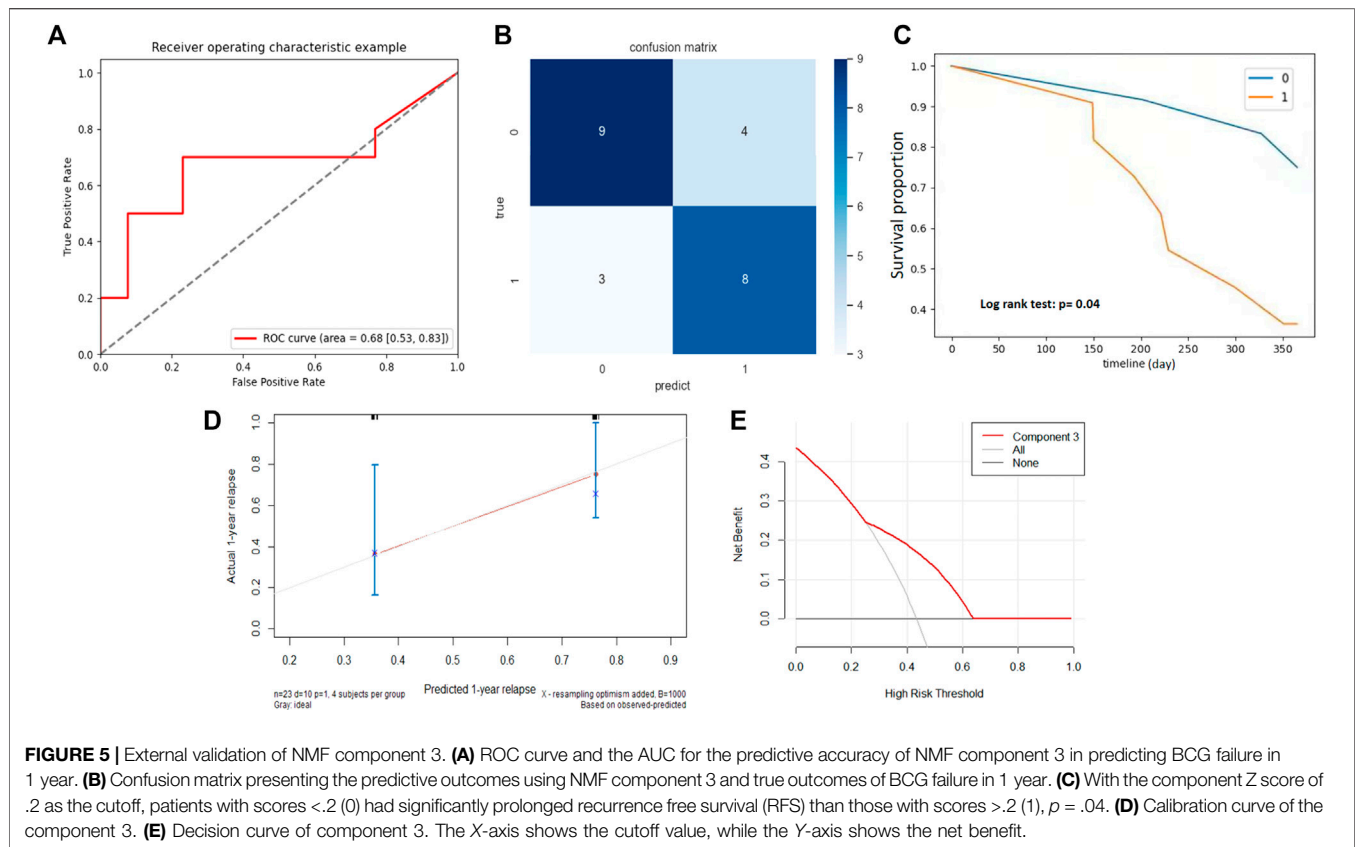 A
Receiver operating characteristic example
True Positive Rate
1.0
0.8
0.6
0.4
0.2
0.0
0.0
0.2
0.4
0.6
0.8
1.0
ROC curve (area = 0.68 [0.53, 0.83])
False Positive Rate
B
confusion matrix
true
0
1
9
4
3
8
0
1
predict
9
8
7
6
5
4
3
C
Survival proportion
1.0
0.9
0.8
0.7
0.6
0.5
0.4
0
1
Log rank test: p= 0.04
0
50
100
150
200
250
300
350
timeline (day)
D
Actual 1-year relapse
1.0
0.8
0.6
0.4
0.2
0.0
0.2
0.3
0.4
0.5
0.6
0.7
0.8
0.9
Predicted 1-year relapse
n=23 d=10 p=1, 4 subjects per group
Gray: ideal
X - resampling optimism added, B=1000
Based on observed-predicted
E
Net Benefit
0.4
0.3
0.2
0.1
0.0
Component 3
All
None
0.0
0.2
0.4
0.6
0.8
1.0
High Risk Threshold
FIGURE 5 | External validation of NMF component 3. (A) ROC curve and the AUC for the predictive accuracy of NMF component 3 in predicting BCG failure in
1 year. (B) Confusion matrix presenting the predictive outcomes using NMF component 3 and true outcomes of BCG failure in 1 year. (C) With the component Z score of
.2 as the cutoff, patients with scores <.2 (0) had significantly prolonged recurrence free survival (RFS) than those with scores >.2 (1), p = .04. (D) Calibration curve of the
component 3. (E) Decision curve of component 3. The X-axis shows the cutoff value, while the Y-axis shows the net benefit.